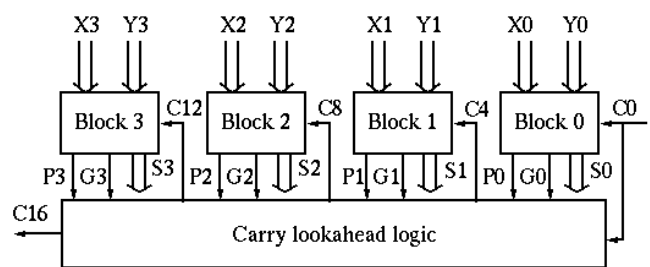 X3 Y3 X2 Y2 X1 Y1 X0 Y0
C12 C8 C4 C0
Block 3 Block 2 Block 1 Block 0
P3 G3 S3 P2 G2 S2 P1 G1 S1 P0 G0 S0
C16
Carry lookahead logic